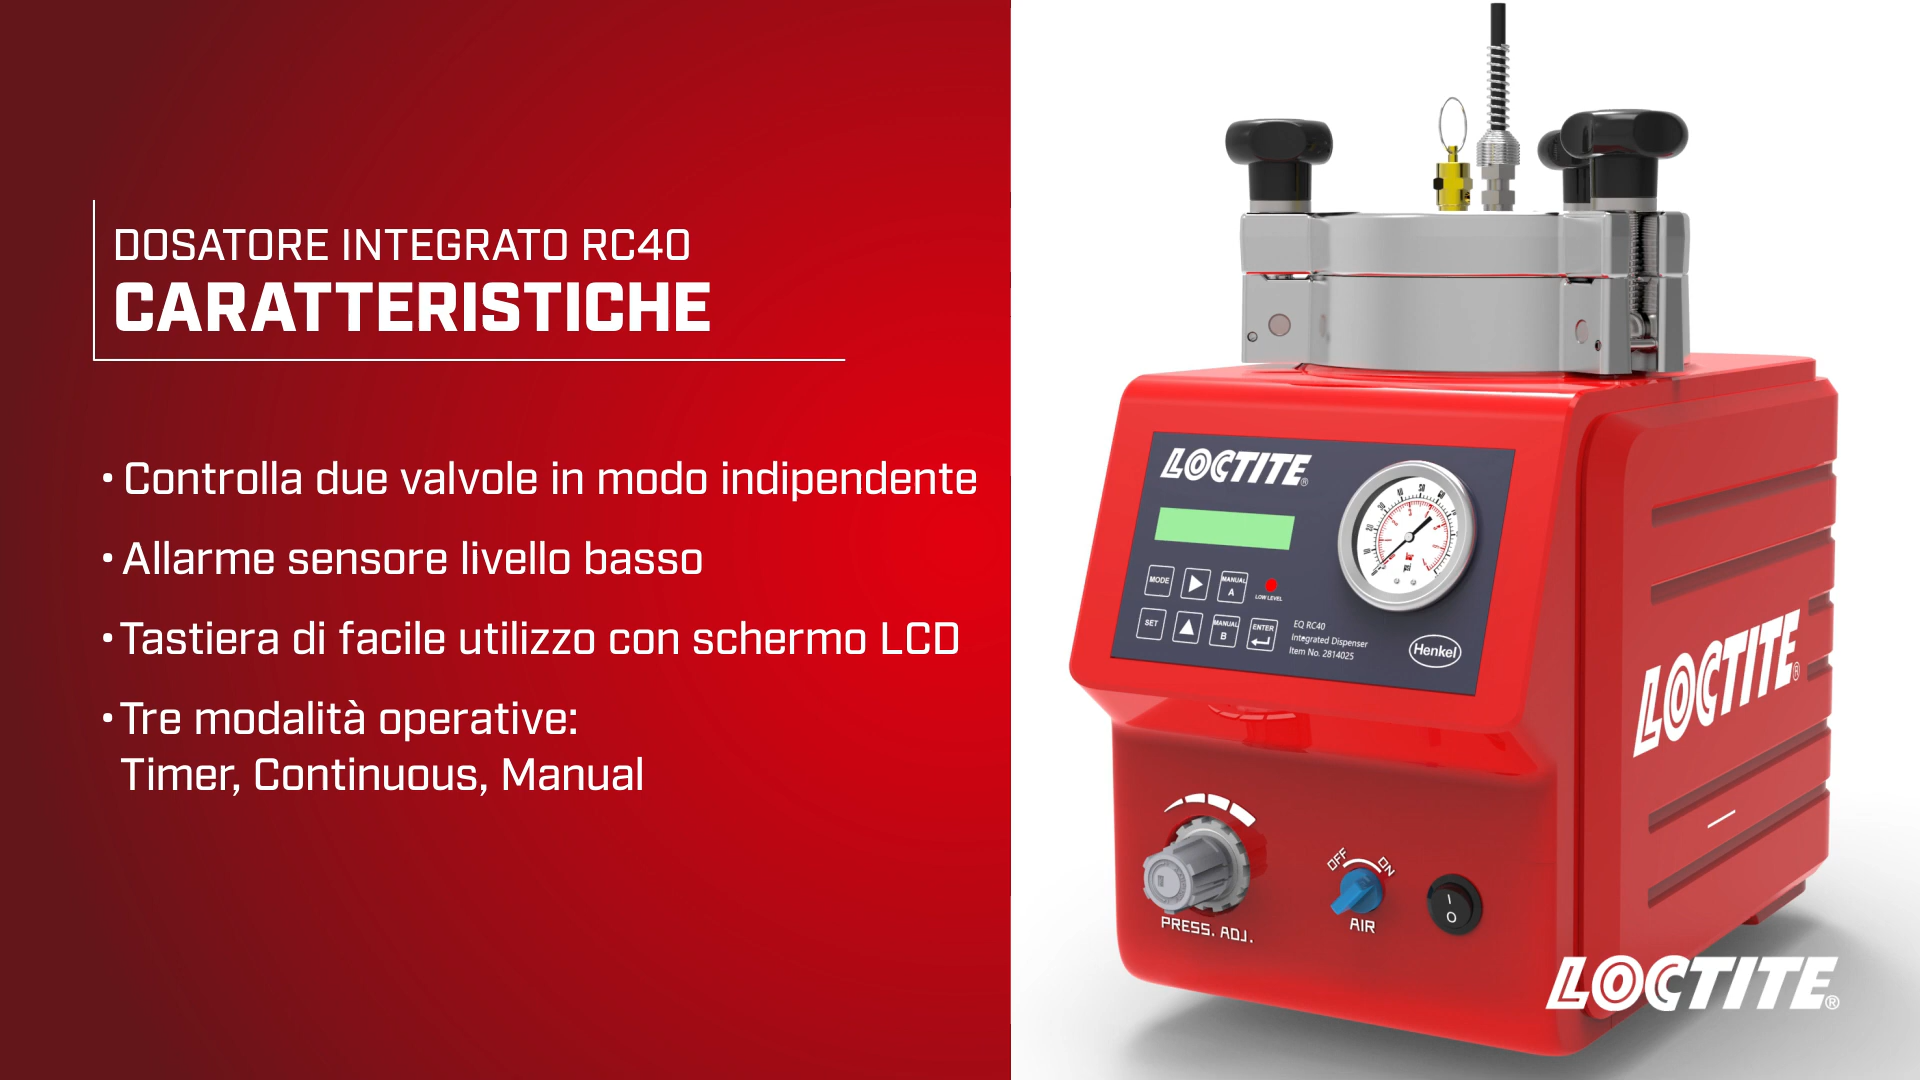 DOSATORE INTEGRATO RC40
CARATTERISTICHE
• Controlla due valvole in modo indipendente
• Allarme sensore livello basso
• Tastiera di facile utilizzo con schermo LCD
• Tre modalità operative:
Timer, Continuous, Manual
LOCTITE®
MODE
MANUAL
A
LOW LEVEL
SET
MANUAL
B
ENTER
EQ RC40
Integrated Dispenser
Item No. 2814025
Henkel
psi
LOCTITE®
OFF
ON
PRESS. ADJ.
AIR
I
O
LOCTITE®